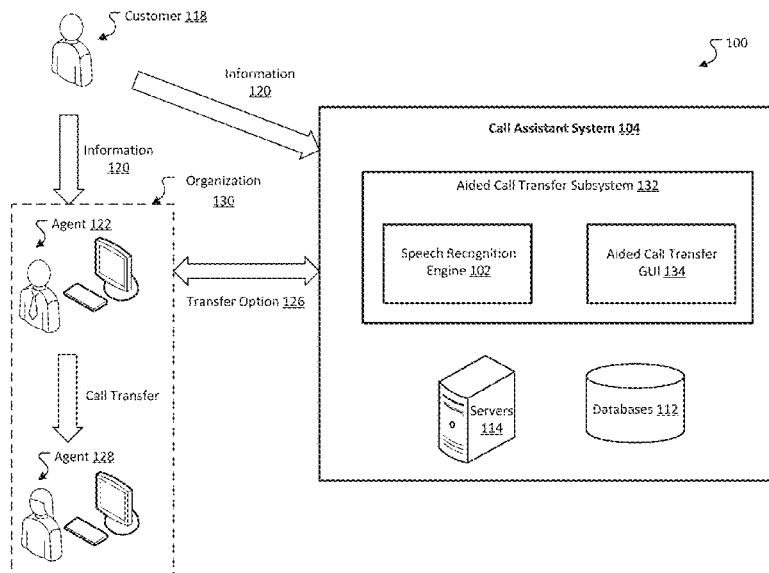 Customer 118
100
Information
120
Call Assistant System 104
Information
120
Aided Call Transfer Subsystem 132
Organization
130
Agent 122
Speech Recognition
Engine 102
Aided Call Transfer
GUI 134
Transfer Option 126
Call Transfer
Servers
114
Databases 112
Agent 128